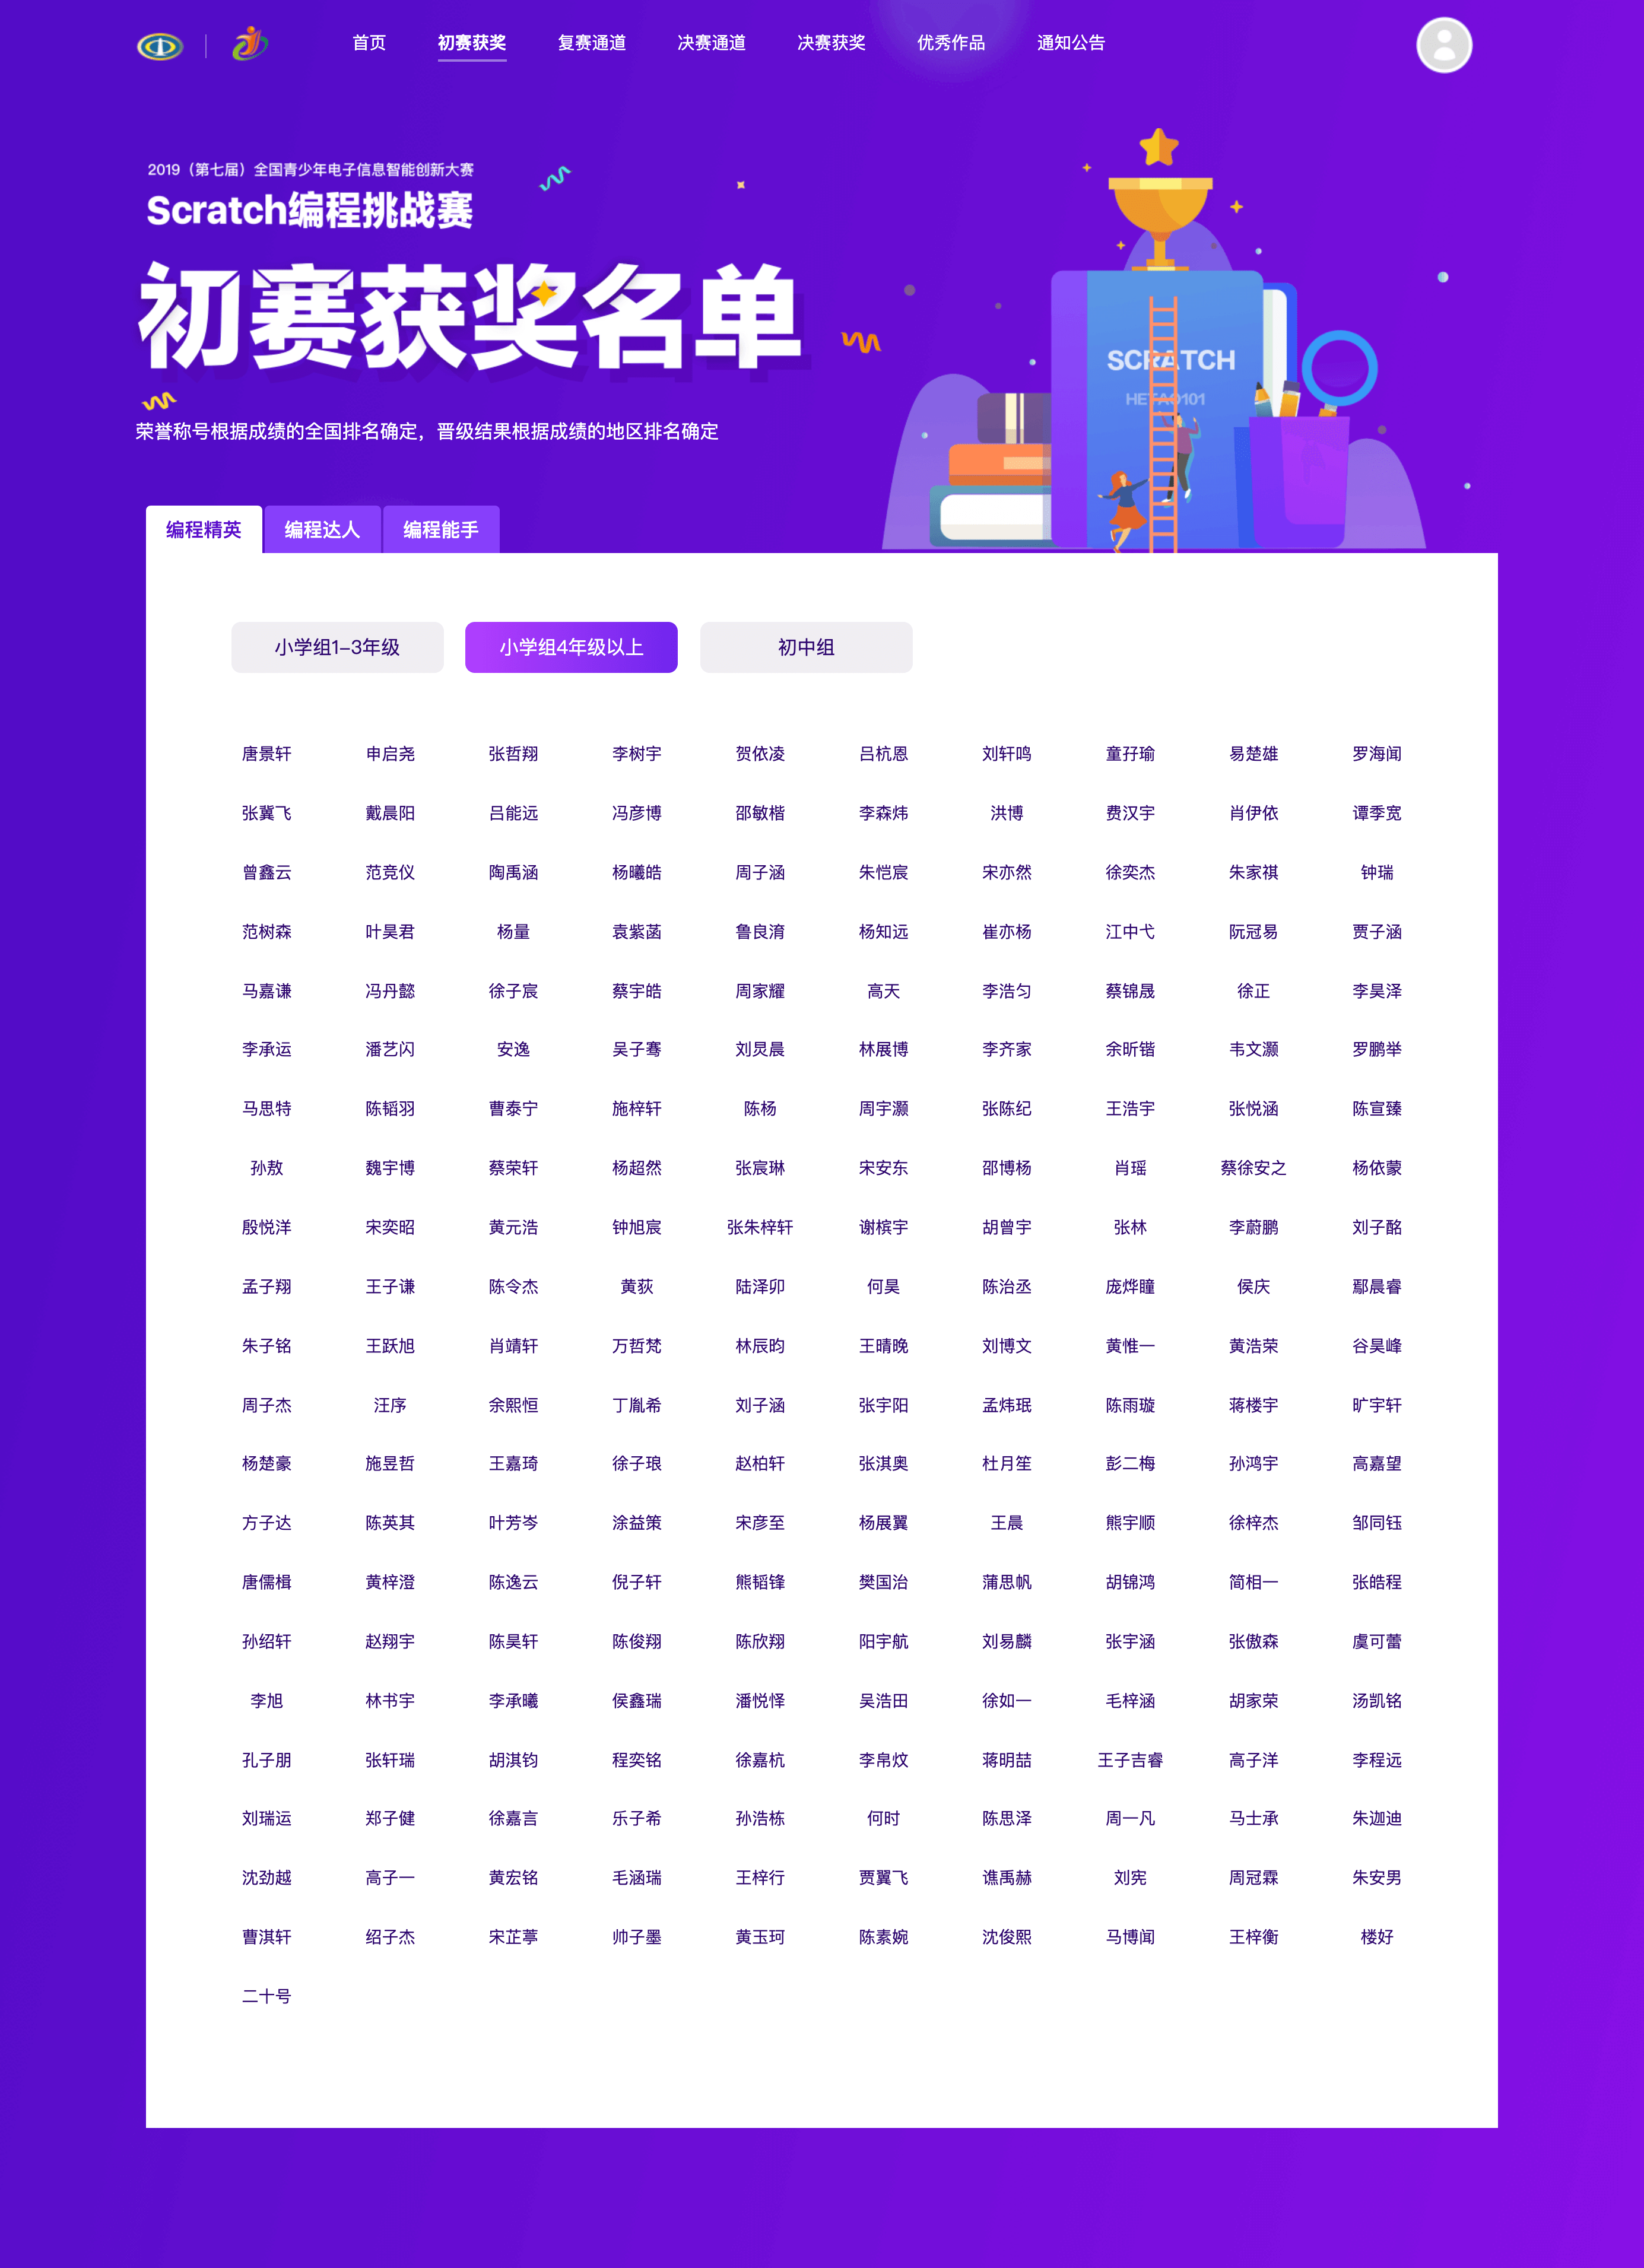 首页 初赛获奖 复赛通道 决赛通道 决赛获奖 优秀作品 通知公告
2019（第七届）全国青少年电子信息智能创新大赛
Scratch编程挑战赛
初赛获奖名单
荣誉称号根据成绩的全国排名确定，晋级结果根据成绩的地区排名确定
SCRATCH
HETAO101
编程精英 编程达人 编程能手
小学组1-3年级 小学组4年级以上 初中组
唐景轩 申启尧 张哲翔 李树宇 贺依凌 吕杭恩 刘轩鸣 童孖瑜 易楚雄 罗海闻
张冀飞 戴晨阳 吕能远 冯彦博 邵敏楷 李森炜 洪博 费汉宇 肖伊依 谭季宽
曾鑫云 范竞仪 陶禹涵 杨曦皓 周子涵 朱恺宸 宋亦然 徐奕杰 朱家祺 钟瑞
范树森 叶昊君 杨量 袁紫菡 鲁良淯 杨知远 崔亦杨 江中弋 阮冠易 贾子涵
马嘉谦 冯丹懿 徐子宸 蔡宇皓 周家耀 高天 李浩匀 蔡锦晟 徐正 李昊泽
李承运 潘艺闪 安逸 吴子骞 刘炅晨 林展博 李齐家 余昕锴 韦文灏 罗鹏举
马思特 陈韬羽 曹泰宁 施梓轩 陈杨 周宇灏 张陈纪 王浩宇 张悦涵 陈宣臻
孙敖 魏宇博 蔡荣轩 杨超然 张宸琳 宋安东 邵博杨 肖瑶 蔡徐安之 杨依蒙
殷悦洋 宋奕昭 黄元浩 钟旭宸 张朱梓轩 谢槟宇 胡曾宇 张林 李蔚鹏 刘子酩
孟子翔 王子谦 陈令杰 黄荻 陆泽卯 何昊 陈治丞 庞烨瞳 侯庆 鄢晨睿
朱子铭 王跃旭 肖靖轩 万哲梵 林辰昀 王晴晚 刘博文 黄惟一 黄浩荣 谷昊峰
周子杰 汪序 余熙恒 丁胤希 刘子涵 张宇阳 孟炜珉 陈雨璇 蒋楼宇 旷宇轩
杨楚豪 施昱哲 王嘉琦 徐子琅 赵柏轩 张淇奥 杜月笙 彭二梅 孙鸿宇 高嘉望
方子达 陈英其 叶芳岑 涂益策 宋彦至 杨展翼 王晨 熊宇顺 徐梓杰 邹同钰
唐儒楫 黄梓澄 陈逸云 倪子轩 熊韬锋 樊国治 蒲思帆 胡锦鸿 简相一 张皓程
孙绍轩 赵翔宇 陈昊轩 陈俊翔 陈欣翔 阳宇航 刘易麟 张宇涵 张傲森 虞可蕾
李旭 林书宇 李承曦 侯鑫瑞 潘悦怿 吴浩田 徐如一 毛梓涵 胡家荣 汤凯铭
孔子朋 张轩瑞 胡淇钧 程奕铭 徐嘉杭 李帛炆 蒋明喆 王子吉睿 高子洋 李程远
刘瑞运 郑子健 徐嘉言 乐子希 孙浩栋 何时 陈思泽 周一凡 马士承 朱迦迪
沈劲越 高子一 黄宏铭 毛涵瑞 王梓行 贾翼飞 谯禹赫 刘宪 周冠霖 朱安男
曹淇轩 绍子杰 宋芷葶 帅子墨 黄玉珂 陈素婉 沈俊熙 马博闻 王梓衡 楼好
二十号